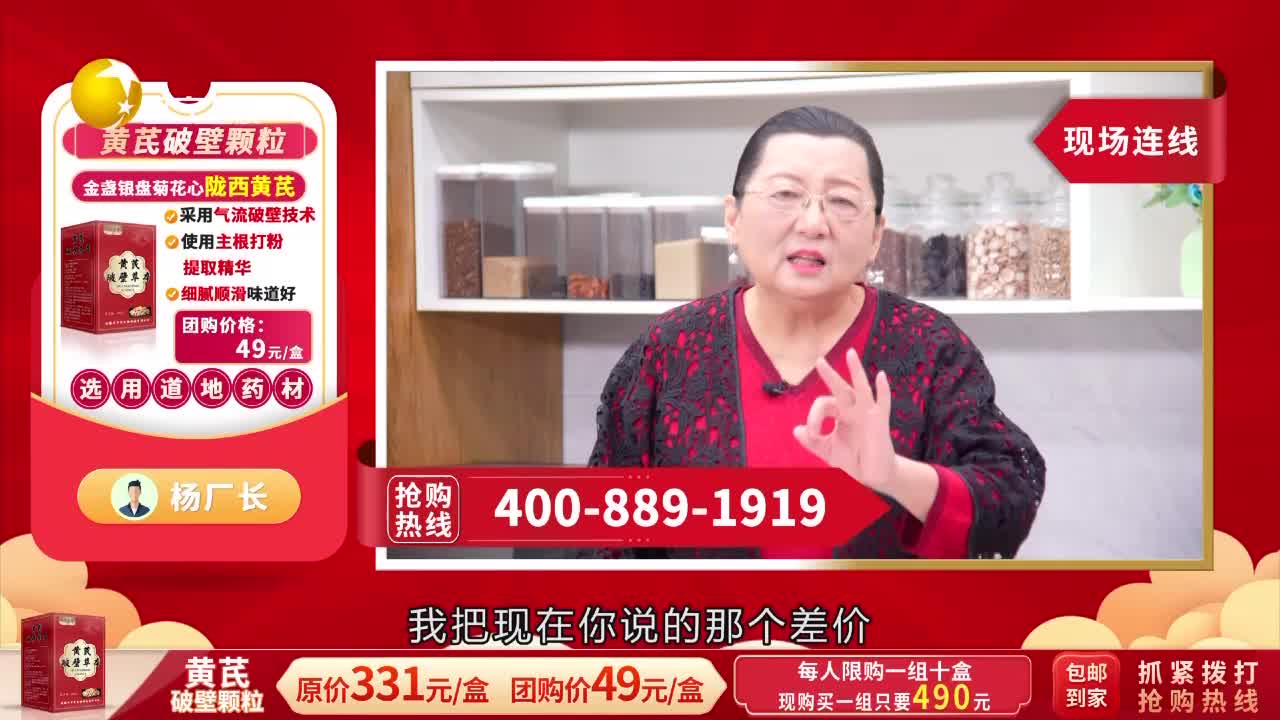 黄芪破壁颗粒
金盏银盘菊花心陇西黄芪
采用气流破壁技术
使用主根打粉
提取精华
细腻顺滑味道好
团购价格：
49元/盒
选用道地药材
杨厂长
现场连线
抢购热线
400-889-1919
我把现在你说的那个差价
黄芪
破壁颗粒
原价331元/盒 团购价49元/盒
每人限购一组十盒
现购买一组只要490元
包邮到家
抓紧拨打
抢购热线